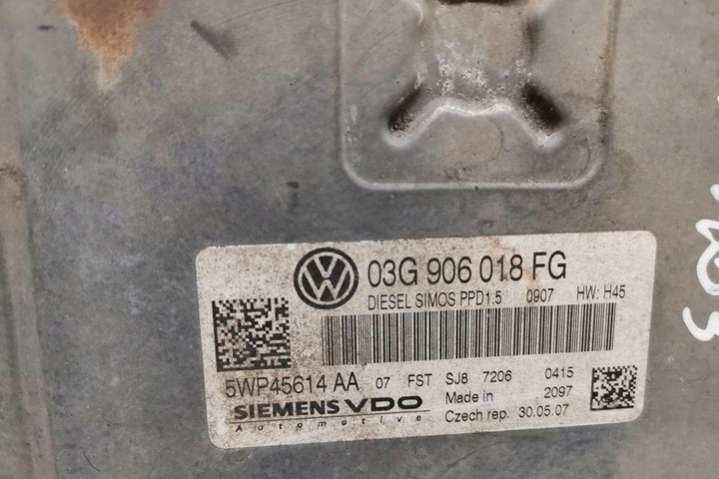 03G 906 018 FG
DIESEL SIMOS PPD1.5 0907 HW: H45
5WP45614 AA 07 FST SJ8 7206 0415
SIEMENS VDO Made in 2097
Automotive Czech rep. 30.05.07